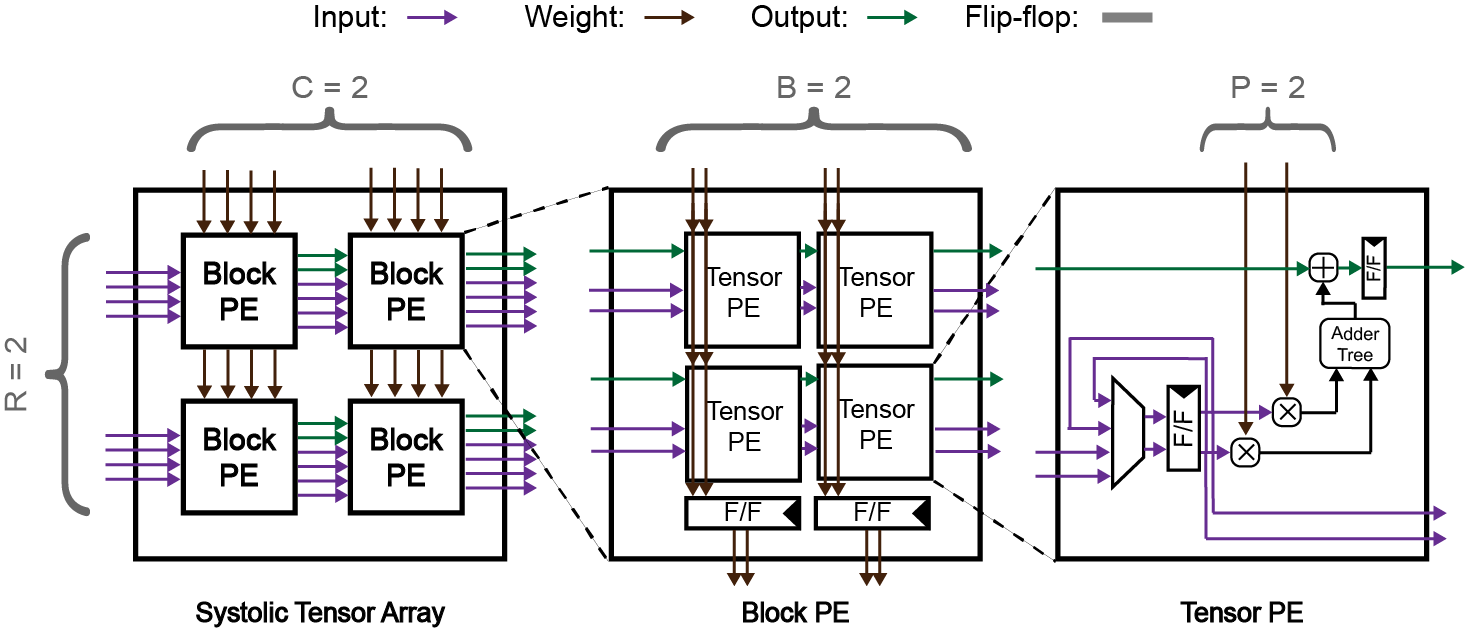 Input: Weight: Output: Flip-flop:
C = 2
B = 2
P = 2
R = 2
Block
PE
Block
PE
Block
PE
Block
PE
Systolic Tensor Array
Tensor
PE
Tensor
PE
Tensor
PE
Tensor
PE
F/F
F/F
Block PE
F/F
Adder
Tree
F/F
Tensor PE